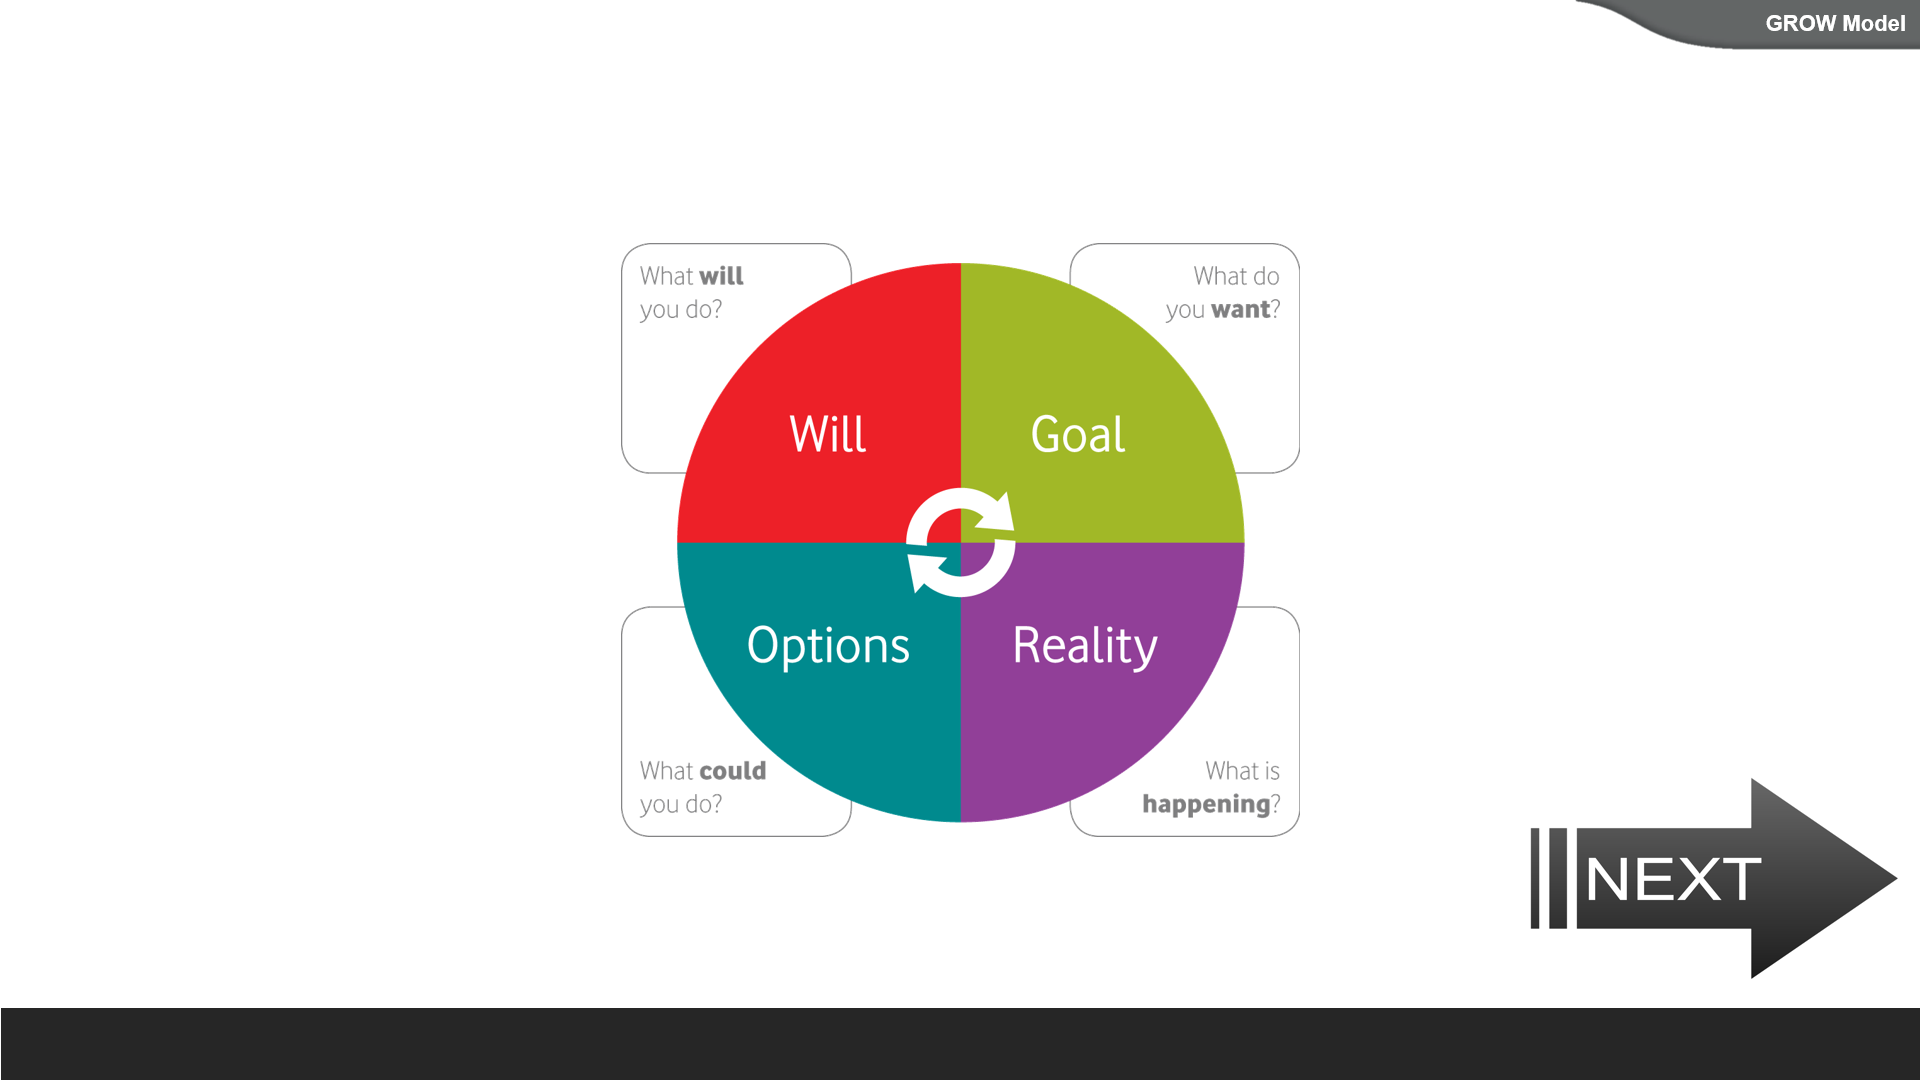 GROW Model
What will
you do?
What do
you want?
Will
Goal
Options
Reality
What could
you do?
What is
happening?
NEXT